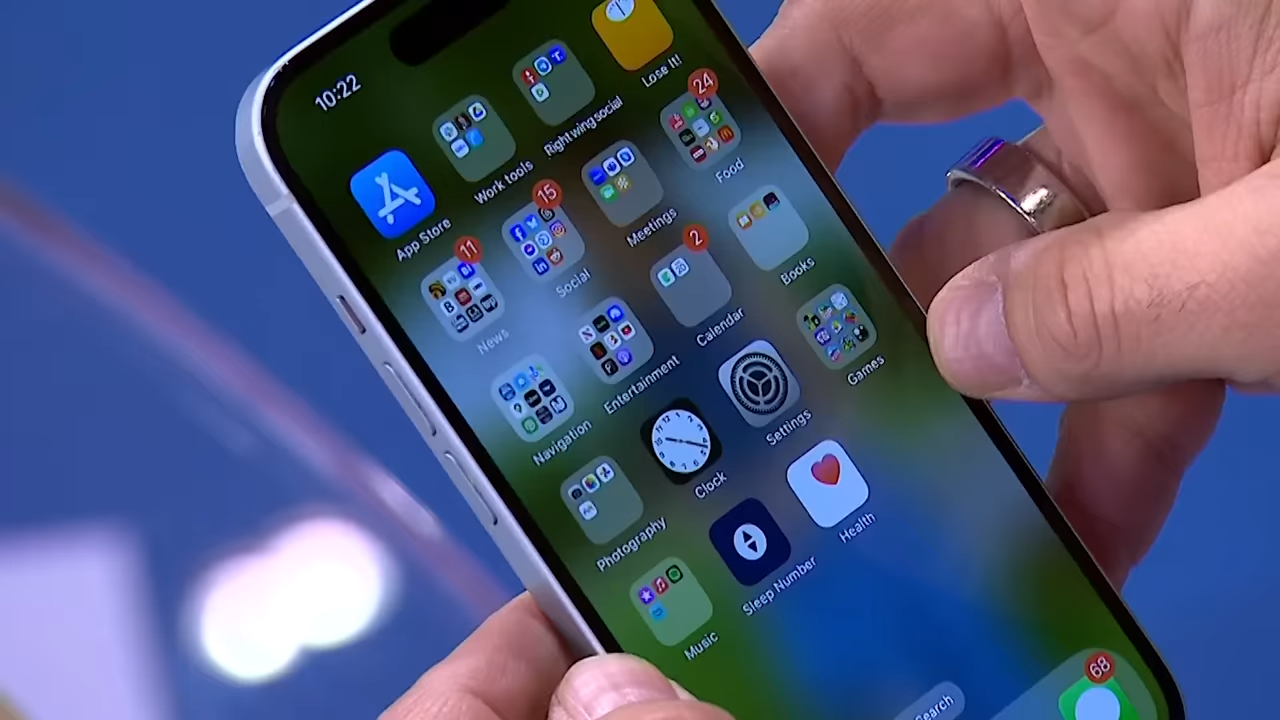 10:22
App Store
Work tools
Right wing social
Lose It!
11
News
15
Social
Meetings
24
Food
Navigation
Entertainment
2
Calendar
Books
Photography
Clock
Settings
Games
Music
Sleep Number
Health
Search
68